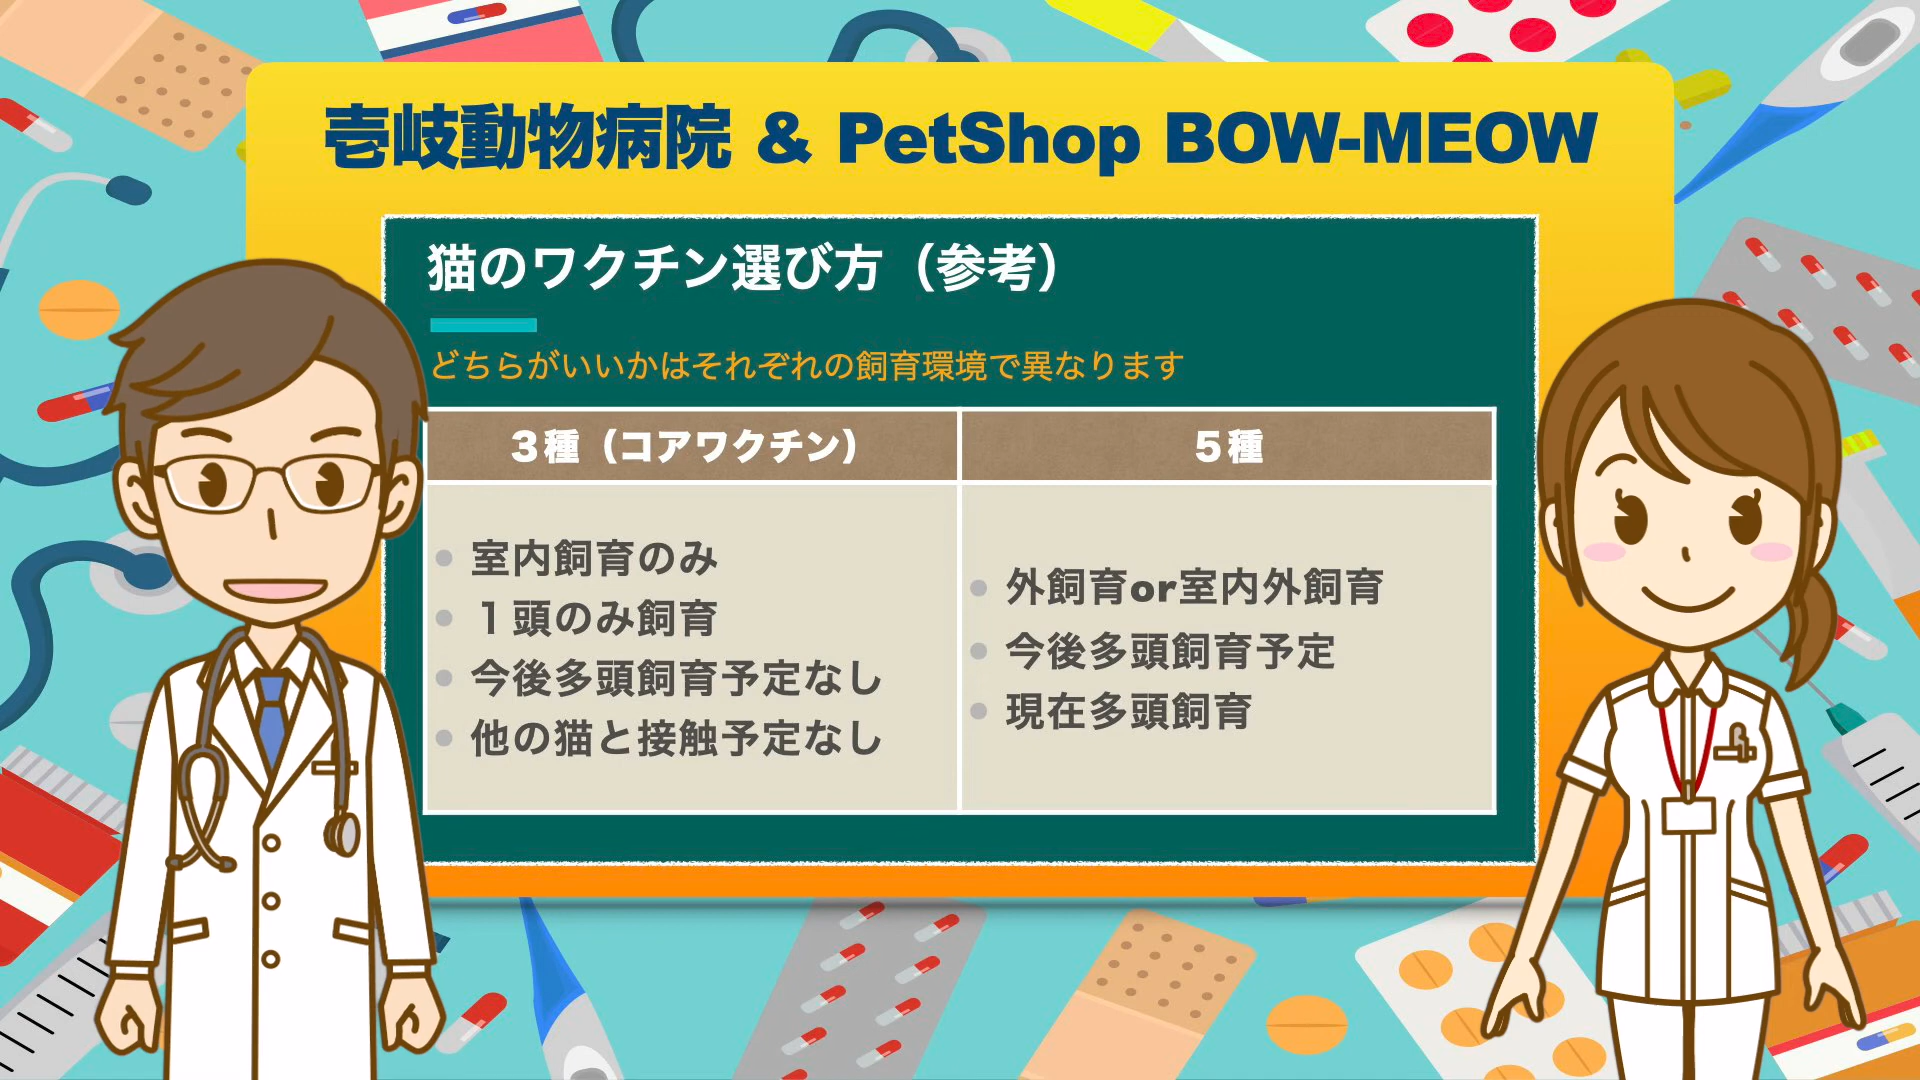 壱岐動物病院 & PetShop BOW-MEOW
猫のワクチン選び方（参考）
どちらがいいかはそれぞれの飼育環境で異なります
３種（コアワクチン）
５種
室内飼育のみ
１頭のみ飼育
今後多頭飼育予定なし
他の猫と接触予定なし
外飼育or室内外飼育
今後多頭飼育予定
現在多頭飼育